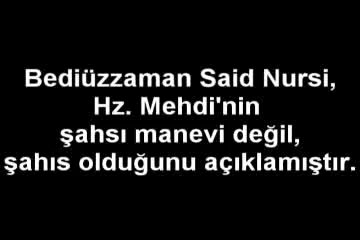 Bediüzzaman Said Nursi,
Hz. Mehdi'nin
şahsı manevi değil,
şahıs olduğunu açıklamıştır.